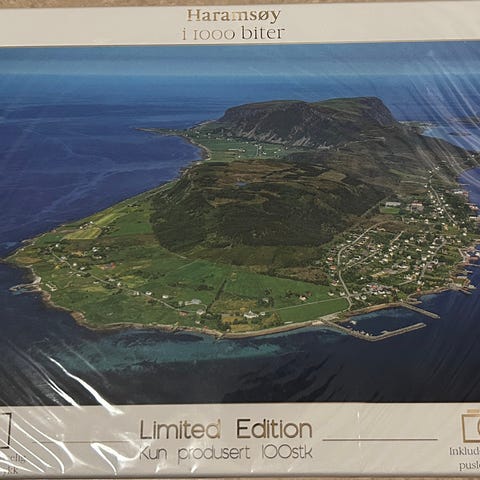 Haramsøy
i 1000 biter
Limited Edition
Kun produsert 100stk